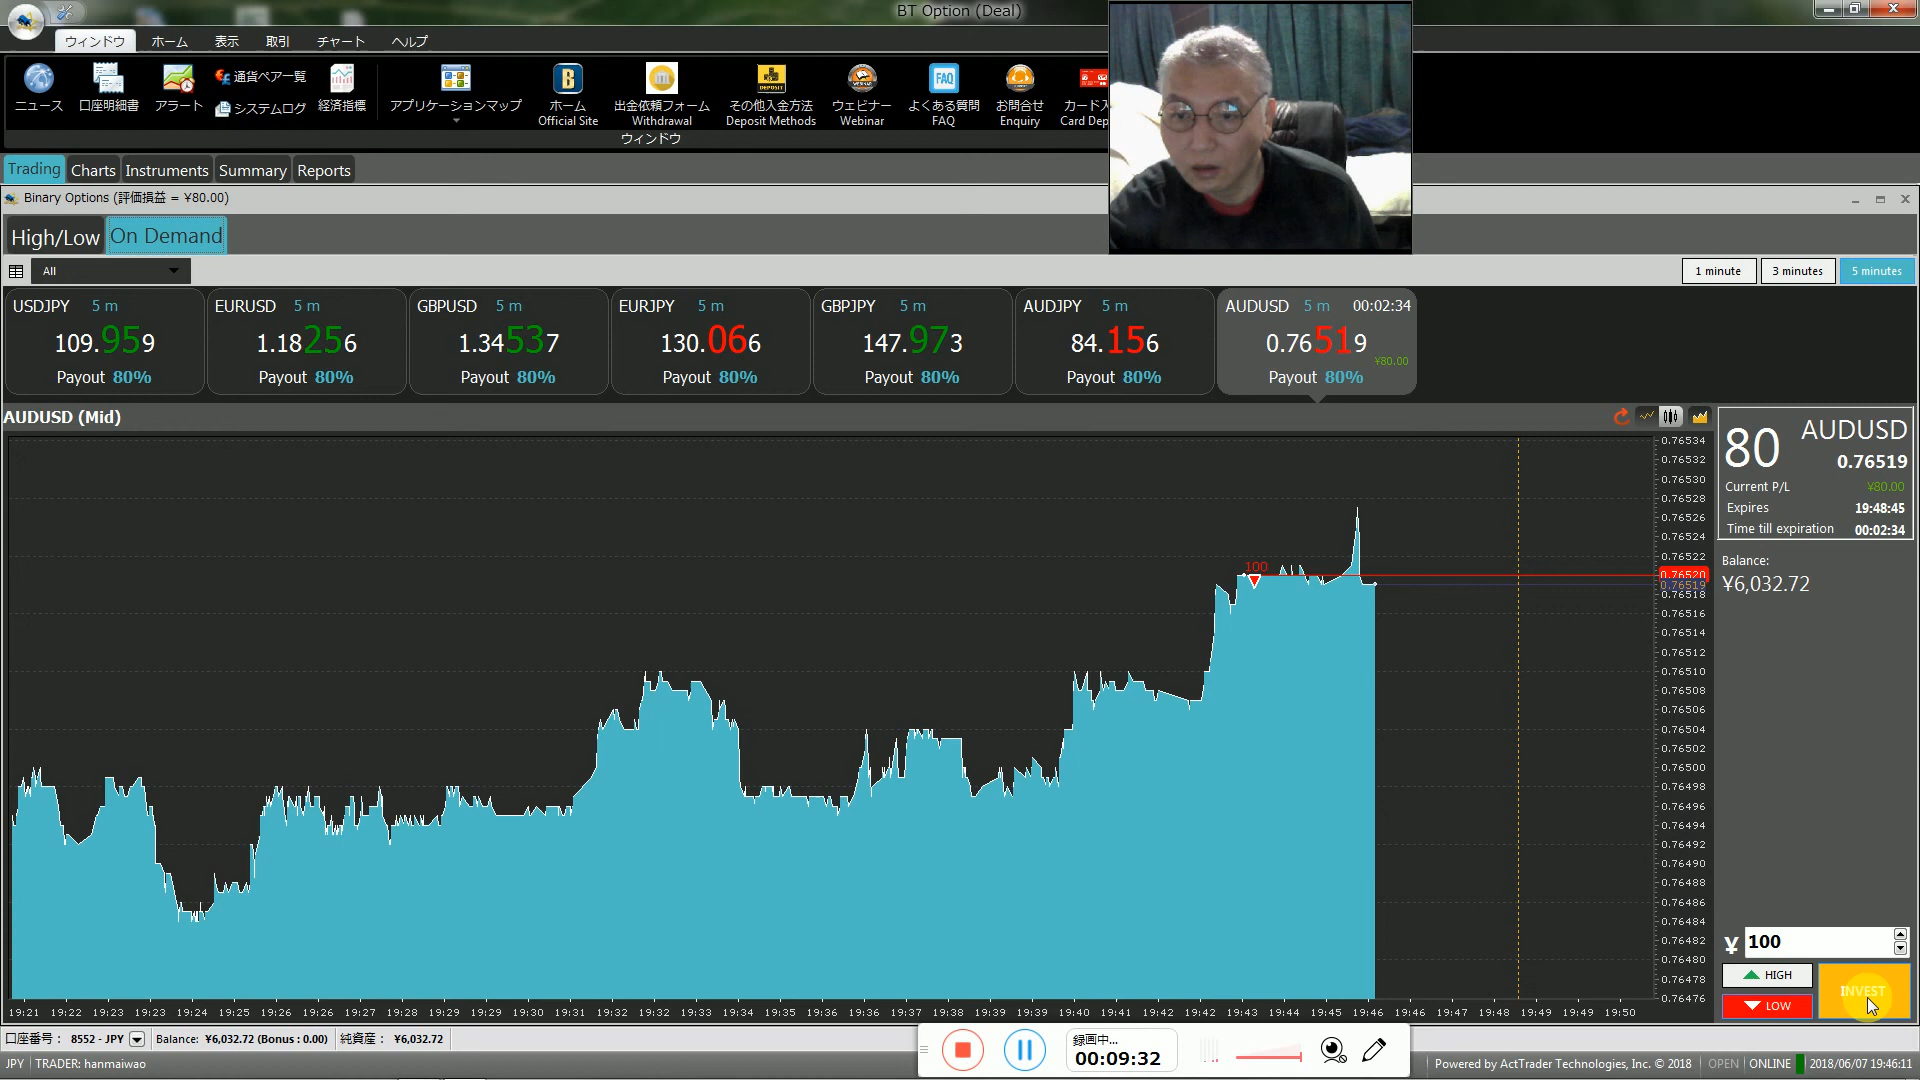 BT Option (Deal)
ウィンドウ ホーム 表示 取引 チャート ヘルプ
ニュース 口座明細書 アラート 通貨ペア一覧 システムログ 経済指標 アプリケーションマップ
ホーム Official Site
出金依頼フォーム Withdrawal
その他入金方法 Deposit Methods
ウェビナー Webinar
よくある質問 FAQ
お問合せ Enquiry
カード入 Card Dep
B DEPOSIT FAQ
ウィンドウ
Trading Charts Instruments Summary Reports
Binary Options (評価損益 = ¥80.00)
High/Low On Demand
All 1 minute 3 minutes 5 minutes
USDJPY 5 m
109.959
Payout 80%
EURUSD 5 m
1.18256
Payout 80%
GBPUSD 5 m
1.34537
Payout 80%
EURJPY 5 m
130.066
Payout 80%
GBPJPY 5 m
147.973
Payout 80%
AUDJPY 5 m
84.156
Payout 80%
AUDUSD 5 m 00:02:34
0.76519
¥80.00
Payout 80%
AUDUSD (Mid)
100
0.76534
0.76532
0.76530
0.76528
0.76526
0.76524
0.76522
0.76520
0.76519
0.76518
0.76516
0.76514
0.76512
0.76510
0.76508
0.76506
0.76504
0.76502
0.76500
0.76498
0.76496
0.76494
0.76492
0.76490
0.76488
0.76486
0.76484
0.76482
0.76480
0.76478
0.76476
19:21 19:22 19:23 19:23 19:24 19:25 19:26 19:26 19:27 19:28 19:29 19:29 19:30 19:31 19:32 19:32 19:33 19:34 19:35 19:35 19:36 19:37 19:38 19:38 19:39 19:40 19:41 19:42 19:42 19:43 19:44 19:45 19:45 19:46 19:47 19:48 19:49 19:49 19:50
80 AUDUSD
0.76519
Current P/L ¥80.00
Expires 19:48:45
Time till expiration 00:02:34
Balance:
¥6,032.72
¥ 100
HIGH
LOW
INVEST
口座番号： 8552 - JPY Balance: ¥6,032.72 (Bonus : 0.00) 純資産： ¥6,032.72
録画中...
00:09:32
JPY TRADER: hanmaiwao
Powered by ActTrader Technologies, Inc. © 2018 OPEN ONLINE 2018/06/07 19:46:11